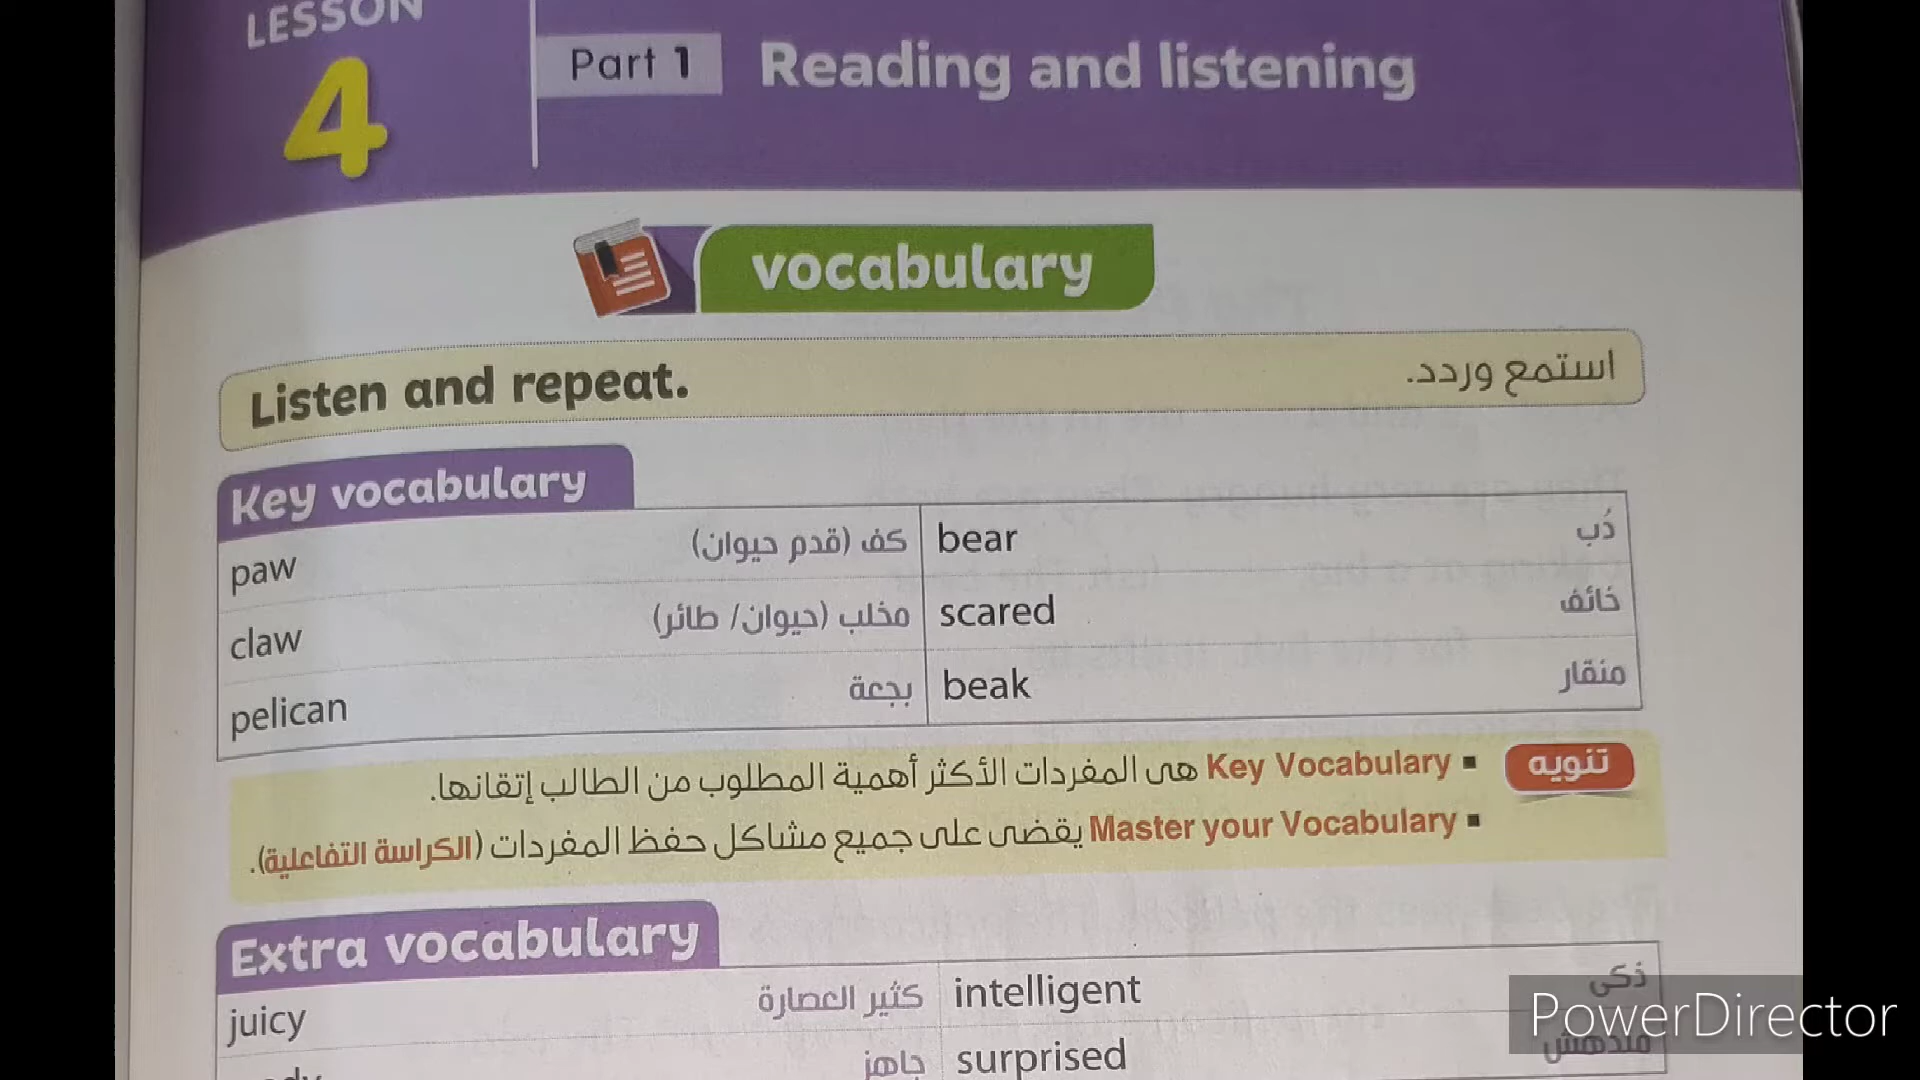 LESSON
4
Part 1
Reading and listening
vocabulary
Listen and repeat.
استمع وردد.
Key vocabulary
paw كف (قدم حيوان) bear دُب
claw مخلب (حيوان/ طائر) scared خائف
pelican بجعة beak منقار
تنويه
▪ Key Vocabulary هى المفردات الأكثر أهمية المطلوب من الطالب إتقانها.
▪ Master your Vocabulary يقضى على جميع مشاكل حفظ المفردات (الكراسة التفاعلية).
Extra vocabulary
juicy كثير العصارة intelligent ذكى
جاهز surprised مندهش
PowerDirector